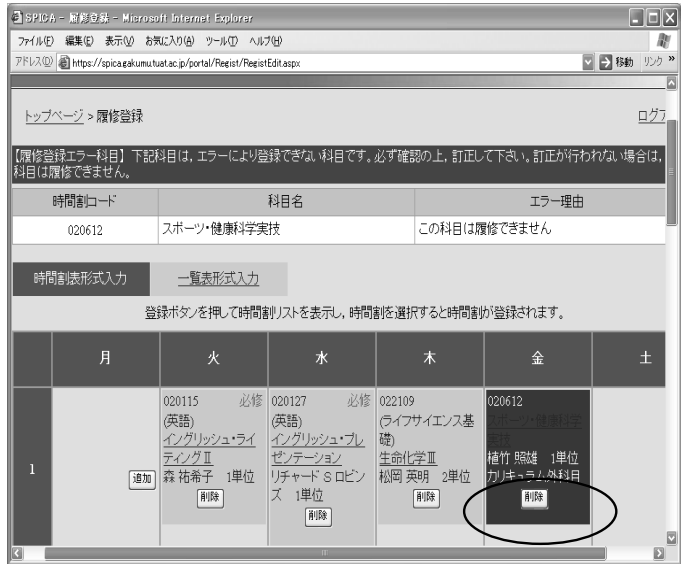 SPICA - 履修登録 - Microsoft Internet Explorer
ファイル(F) 編集(E) 表示(V) お気に入り(A) ツール(T) ヘルプ(H)
アドレス(D) https://spica.gakumu.tuat.ac.jp/portal/Regist/RegistEdit.aspx 移動 リンク »
トップページ > 履修登録
ログア
【履修登録エラー科目】下記科目は，エラーにより登録できない科目です。必ず確認の上，訂正して下さい。訂正が行われない場合は，
科目は履修できません。
時間割コード 科目名 エラー理由
020612 スポーツ・健康科学実技 この科目は履修できません
時間割表形式入力 一覧表形式入力
登録ボタンを押して時間割リストを表示し，時間割を選択すると時間割が登録されます。
月 火 水 木 金 土
1
追加
020115 必修
(英語)
イングリッシュ・ライ
ティングⅡ
森 祐希子 1単位
削除
020127 必修
(英語)
イングリッシュ・プレ
ゼンテーション
リチャード S ロビン
ズ 1単位
削除
022109
(ライフサイエンス基
礎)
生命化学Ⅱ
松岡 英明 2単位
削除
020612
スポーツ・健康科学
実技
植竹 照雄 1単位
カリキュラム外科目
削除